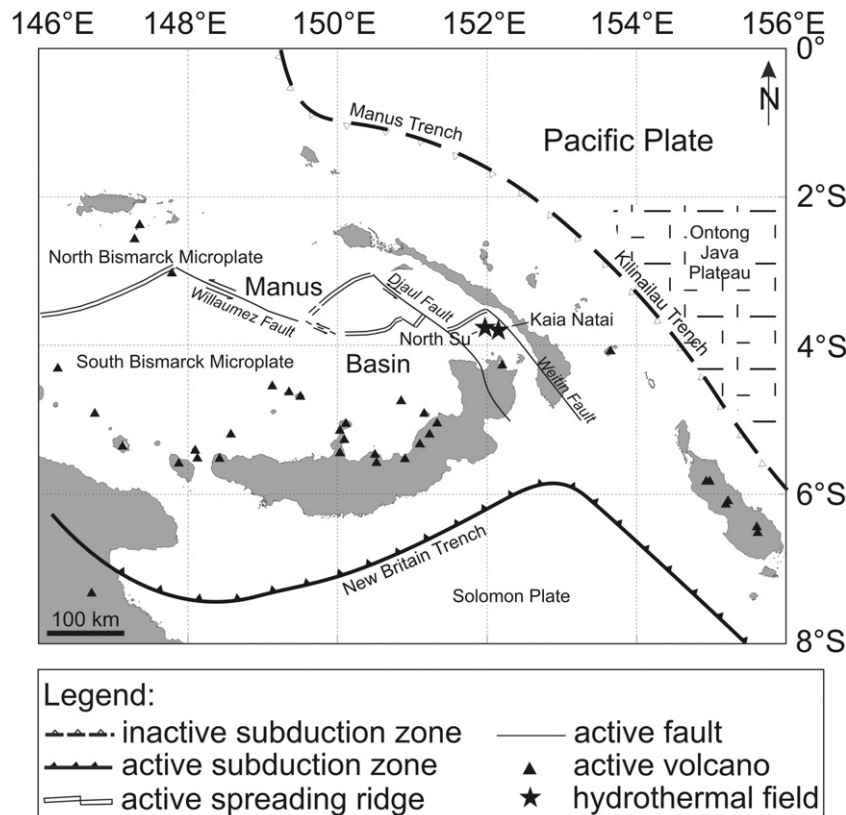 146°E 148°E 150°E 152°E 154°E 156°E
0°
N
Manus Trench
Pacific Plate
2°S
Ontong
Java
Plateau
North Bismarck Microplate
Manus
Kilinailau Trench
Willaumez Fault
Djaul Fault
Kaia Natai
North Su
4°S
South Bismarck Microplate
Basin
Weitin Fault
6°S
New Britain Trench
Solomon Plate
100 km
8°S
Legend:
inactive subduction zone
active fault
active subduction zone
active volcano
active spreading ridge
hydrothermal field